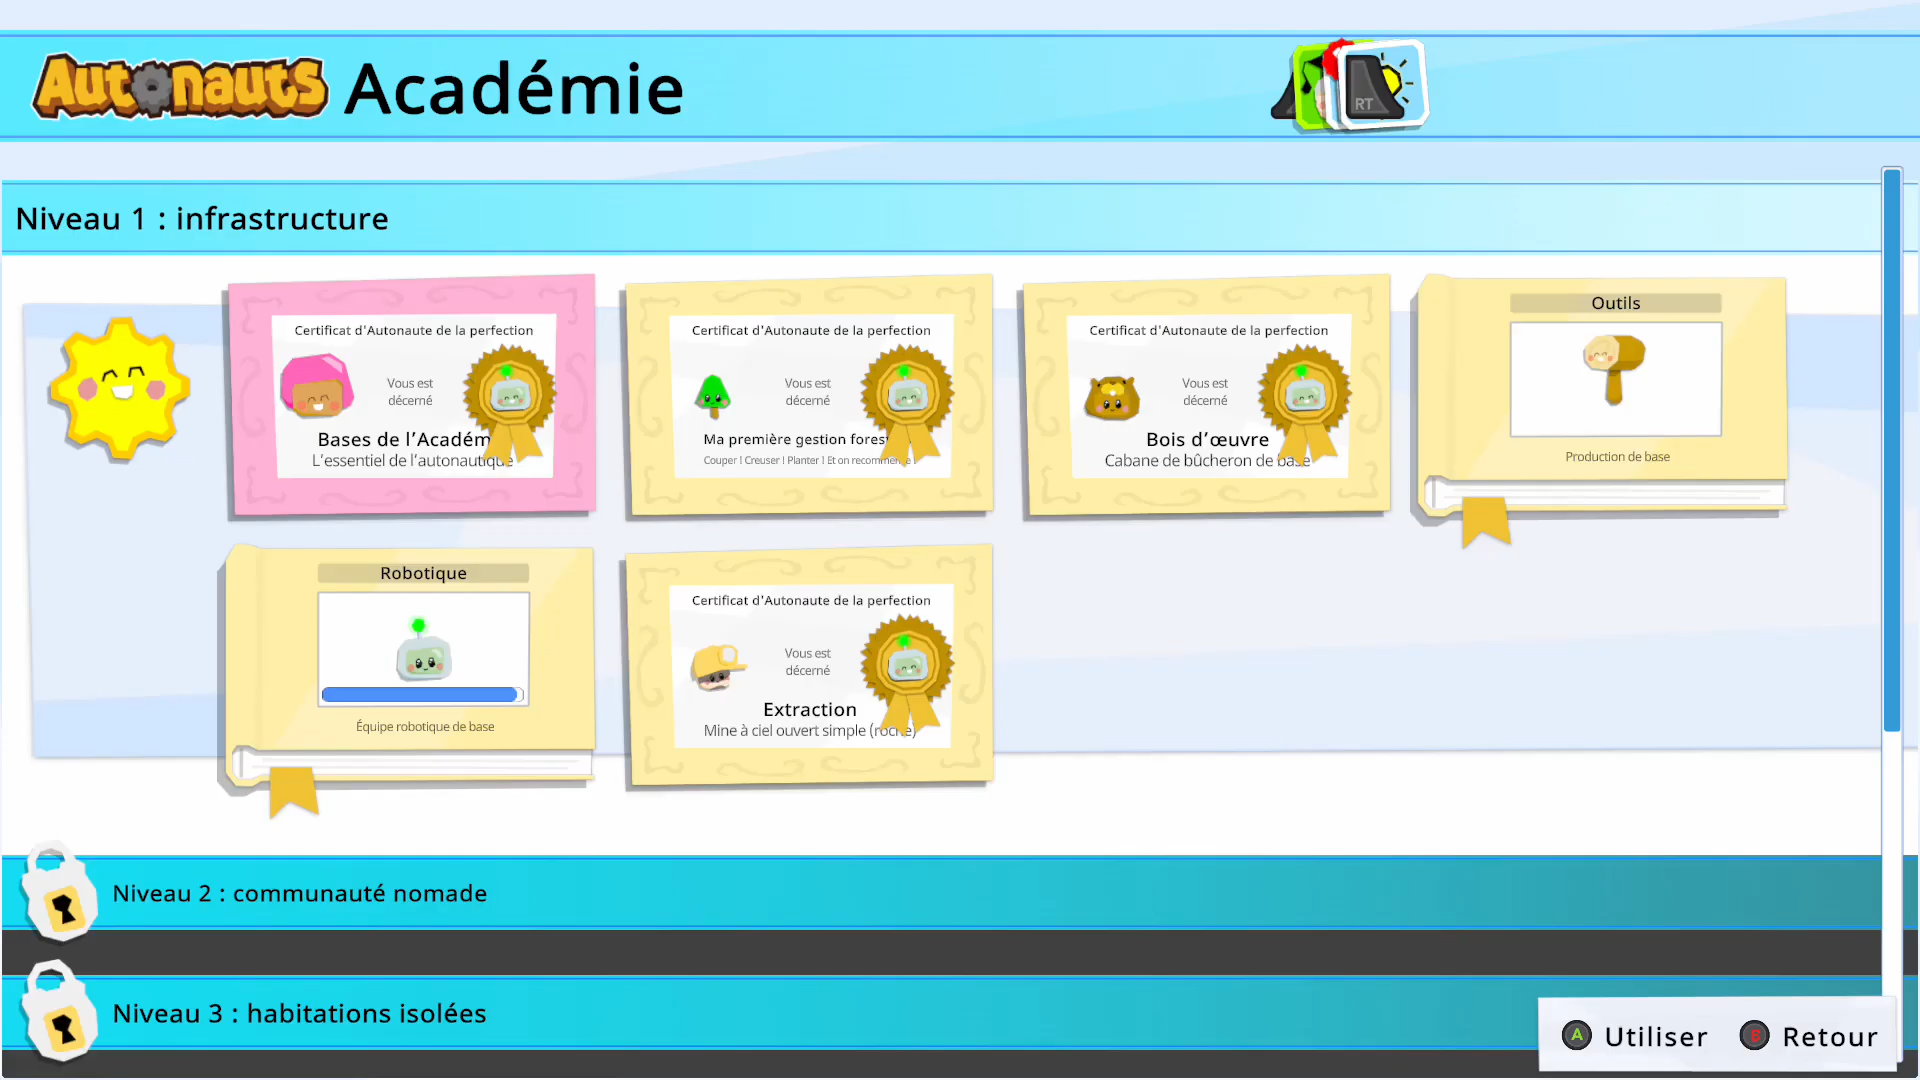 Autonauts Académie
RT
Niveau 1 : infrastructure
Certificat d'Autonaute de la perfection
Vous est
décerné
Bases de l'Académ
L'essentiel de l'autonautique
Certificat d'Autonaute de la perfection
Vous est
décerné
Ma première gestion fores
Couper ! Creuser ! Planter ! Et on recommence !
Certificat d'Autonaute de la perfection
Vous est
décerné
Bois d'œuvre
Cabane de bûcheron de base
Outils
Production de base
Robotique
Équipe robotique de base
Certificat d'Autonaute de la perfection
Vous est
décerné
Extraction
Mine à ciel ouvert simple (roche)
Niveau 2 : communauté nomade
Niveau 3 : habitations isolées
A Utiliser B Retour